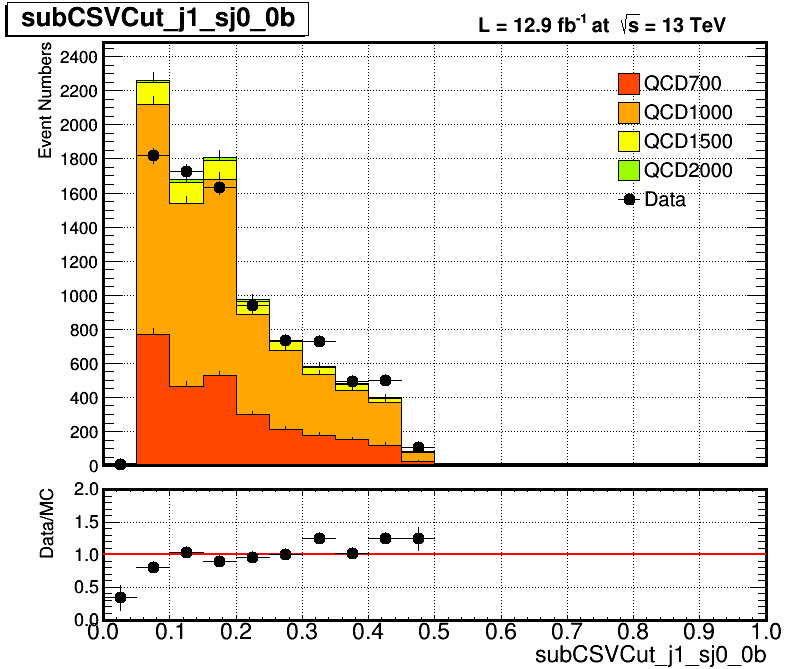 subCSVCut_j1_sj0_0b
L = 12.9 fb-1 at √s = 13 TeV
Event Numbers
2400
2200
2000
1800
1600
1400
1200
1000
800
600
400
200
0
QCD700
QCD1000
QCD1500
QCD2000
Data
Data/MC
2.0
1.5
1.0
0.5
0.0
0.0 0.1 0.2 0.3 0.4 0.5 0.6 0.7 0.8 0.9 1.0
subCSVCut_j1_sj0_0b